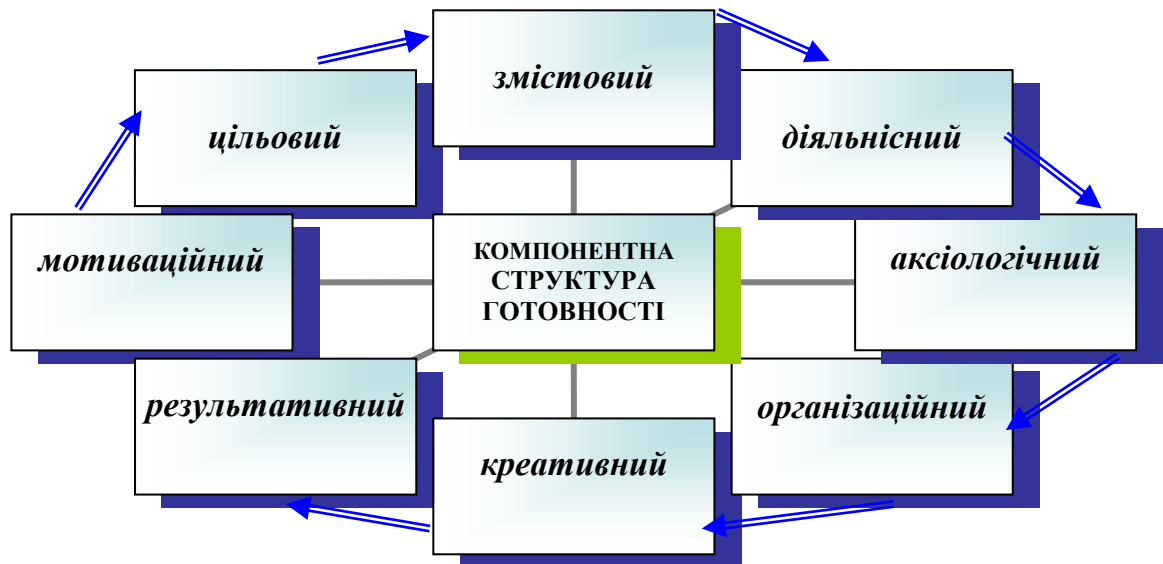 змістовий
цільовий
діяльнісний
мотиваційний
КОМПОНЕНТНА
СТРУКТУРА
ГОТОВНОСТІ
аксіологічний
результативний
організаційний
креативний